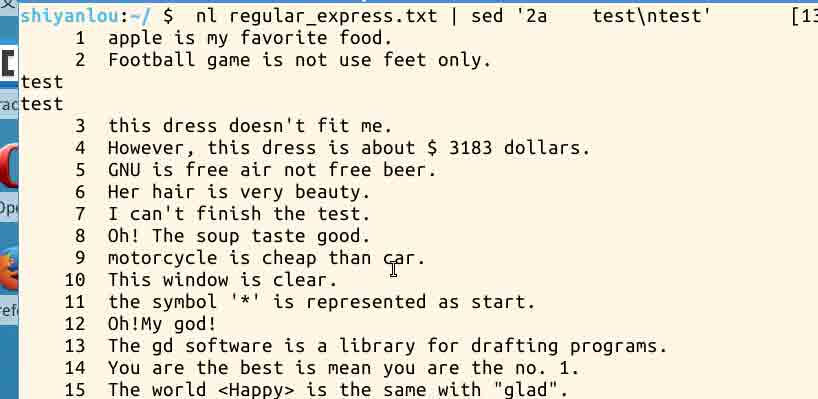 shiyanlou:~/ $  nl regular_express.txt | sed '2a    test\ntest'       [13
     1  apple is my favorite food.
     2  Football game is not use feet only.
test
test
     3  this dress doesn't fit me.
     4  However, this dress is about $ 3183 dollars.
     5  GNU is free air not free beer.
     6  Her hair is very beauty.
     7  I can't finish the test.
     8  Oh! The soup taste good.
     9  motorcycle is cheap than car.
    10  This window is clear.
    11  the symbol '*' is represented as start.
    12  Oh!My god!
    13  The gd software is a library for drafting programs.
    14  You are the best is mean you are the no. 1.
    15  The world <Happy> is the same with "glad".